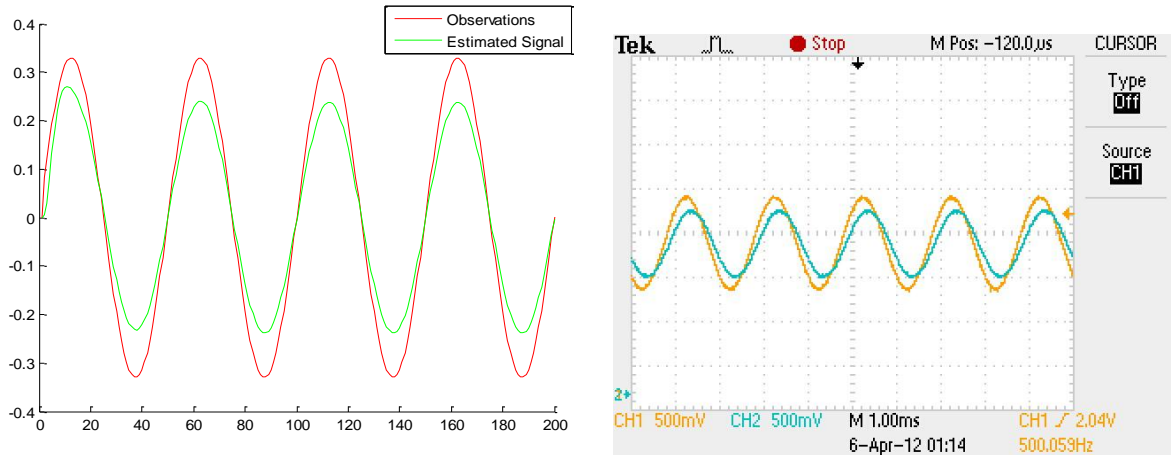 0.4
0.3
0.2
0.1
0
-0.1
-0.2
-0.3
-0.4
0 20 40 60 80 100 120 140 160 180 200
Observations
Estimated Signal
Tek Stop M Pos: -120.0µs CURSOR
Type
Off
Source
CH1
2
CH1 500mV CH2 500mV M 1.00ms CH1 2.04V
6-Apr-12 01:14 500.059Hz